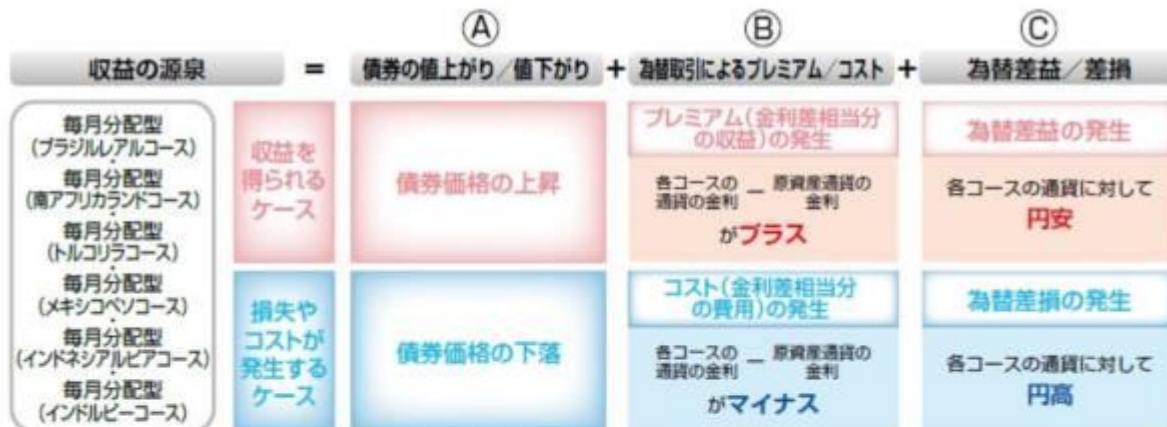 Ⓐ
Ⓑ
Ⓒ
収益の源泉 = 債券の値上がり/値下がり + 為替取引によるプレミアム/コスト + 為替差益/差損
毎月分配型
(ブラジルレアルコース)
毎月分配型
(南アフリカランドコース)
毎月分配型
(トルコリラコース)
毎月分配型
(メキシコペソコース)
毎月分配型
(インドネシアルピアコース)
毎月分配型
(インドルピーコース)
収益を
得られる
ケース
債券価格の上昇
プレミアム(金利差相当分
の収益)の発生
各コースの
通貨の金利
−
原資産通貨の
金利
がプラス
為替差益の発生
各コースの通貨に対して
円安
損失や
コストが
発生する
ケース
債券価格の下落
コスト(金利差相当分
の費用)の発生
各コースの
通貨の金利
−
原資産通貨の
金利
がマイナス
為替差損の発生
各コースの通貨に対して
円高